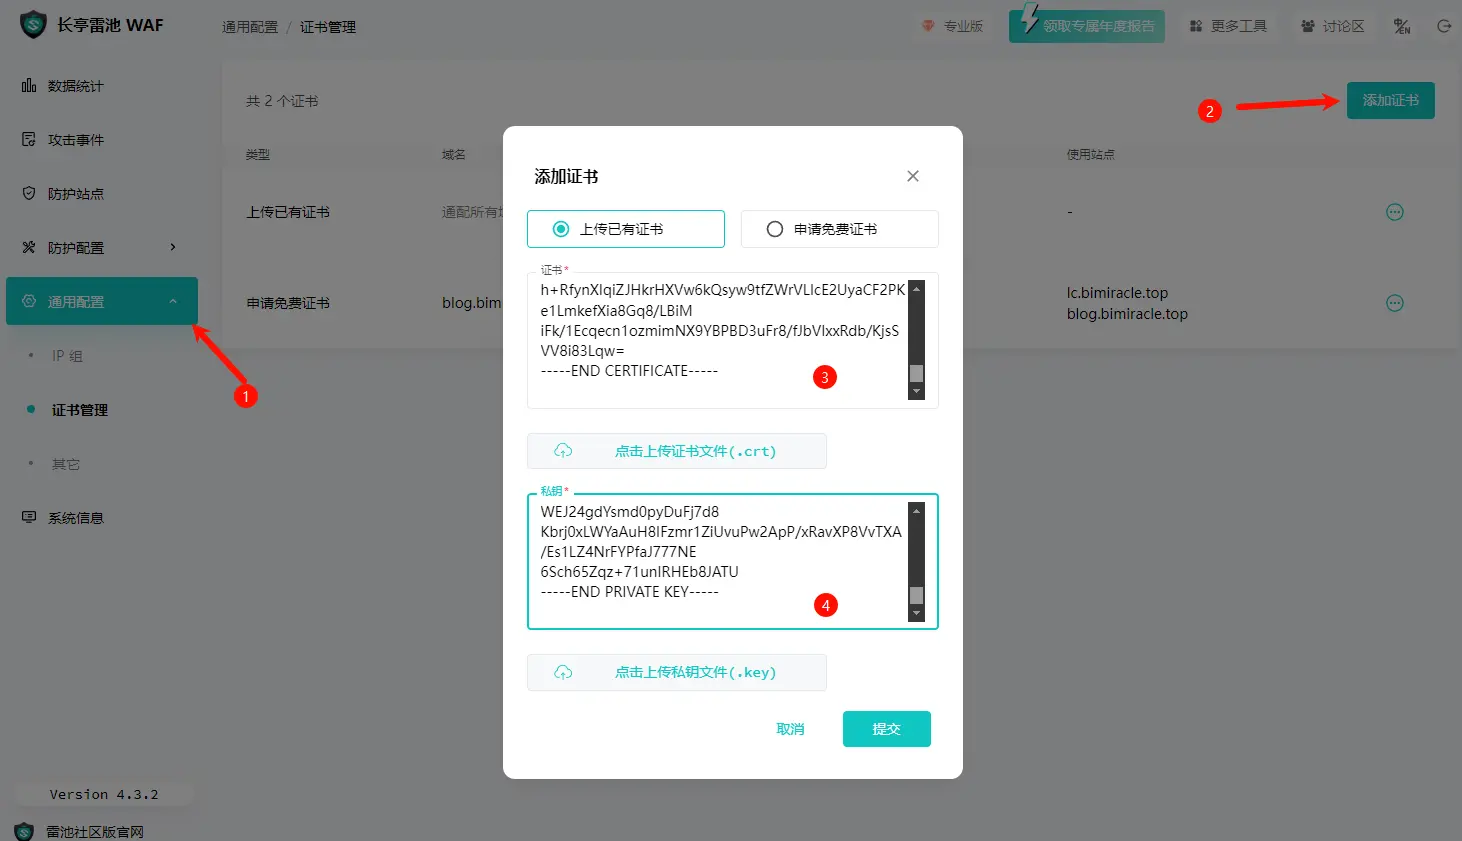 长亭雷池 WAF
通用配置 / 证书管理
专业版
领取专属年度报告
更多工具
讨论区
中/EN
数据统计
攻击事件
防护站点
防护配置
通用配置
IP 组
证书管理
其它
系统信息
Version 4.3.2
雷池社区版官网
1
共 2 个证书
2
添加证书
类型
域名
使用站点
上传已有证书
通配所有
-
申请免费证书
blog.bim
lc.bimiracle.top
blog.bimiracle.top
添加证书
上传已有证书
申请免费证书
证书*
h+RfynXIqiZJHkrHXVw6kQsyw9tfZWrVLlcE2UyaCF2PK
e1LmkefXia8Gq8/LBiM
iFk/1Ecqecn1ozmimNX9YBPBD3uFr8/fJbVlxxRdb/KjsS
VV8i83Lqw=
-----END CERTIFICATE-----
3
点击上传证书文件(.crt)
私钥*
WEJ24gdYsmd0pyDuFj7d8
Kbrj0xLWYaAuH8lFzmr1ZiUvuPw2ApP/xRavXP8VvTXA
/Es1LZ4NrFYPfaJ777NE
6Sch65Zqz+71unIRHEb8JATU
-----END PRIVATE KEY-----
4
点击上传私钥文件(.key)
取消
提交